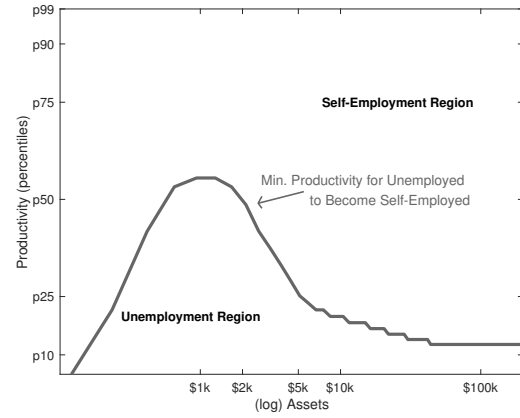 p99
p90
p75
p50
p25
p10
Productivity (percentiles)
Self-Employment Region
Min. Productivity for Unemployed
to Become Self-Employed
Unemployment Region
$1k $2k $5k $10k $100k
(log) Assets